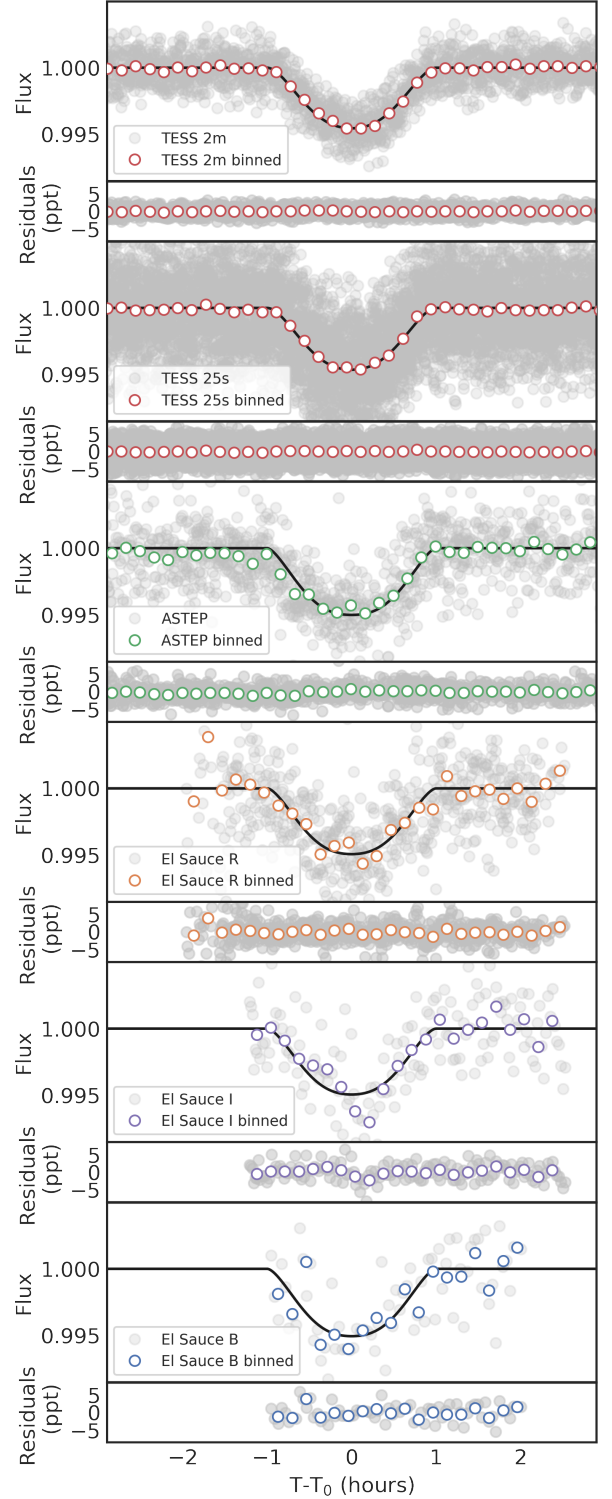 Flux
1.000
0.995
TESS 2m
TESS 2m binned
Residuals
(ppt)
5
0
−5
Flux
1.000
0.995
TESS 25s
TESS 25s binned
Residuals
(ppt)
5
0
−5
Flux
1.000
0.995
ASTEP
ASTEP binned
Residuals
(ppt)
5
0
−5
Flux
1.000
0.995
El Sauce R
El Sauce R binned
Residuals
(ppt)
5
0
−5
Flux
1.000
0.995
El Sauce I
El Sauce I binned
Residuals
(ppt)
5
0
−5
Flux
1.000
0.995
El Sauce B
El Sauce B binned
Residuals
(ppt)
5
0
−5
−2 −1 0 1 2
T-T₀ (hours)